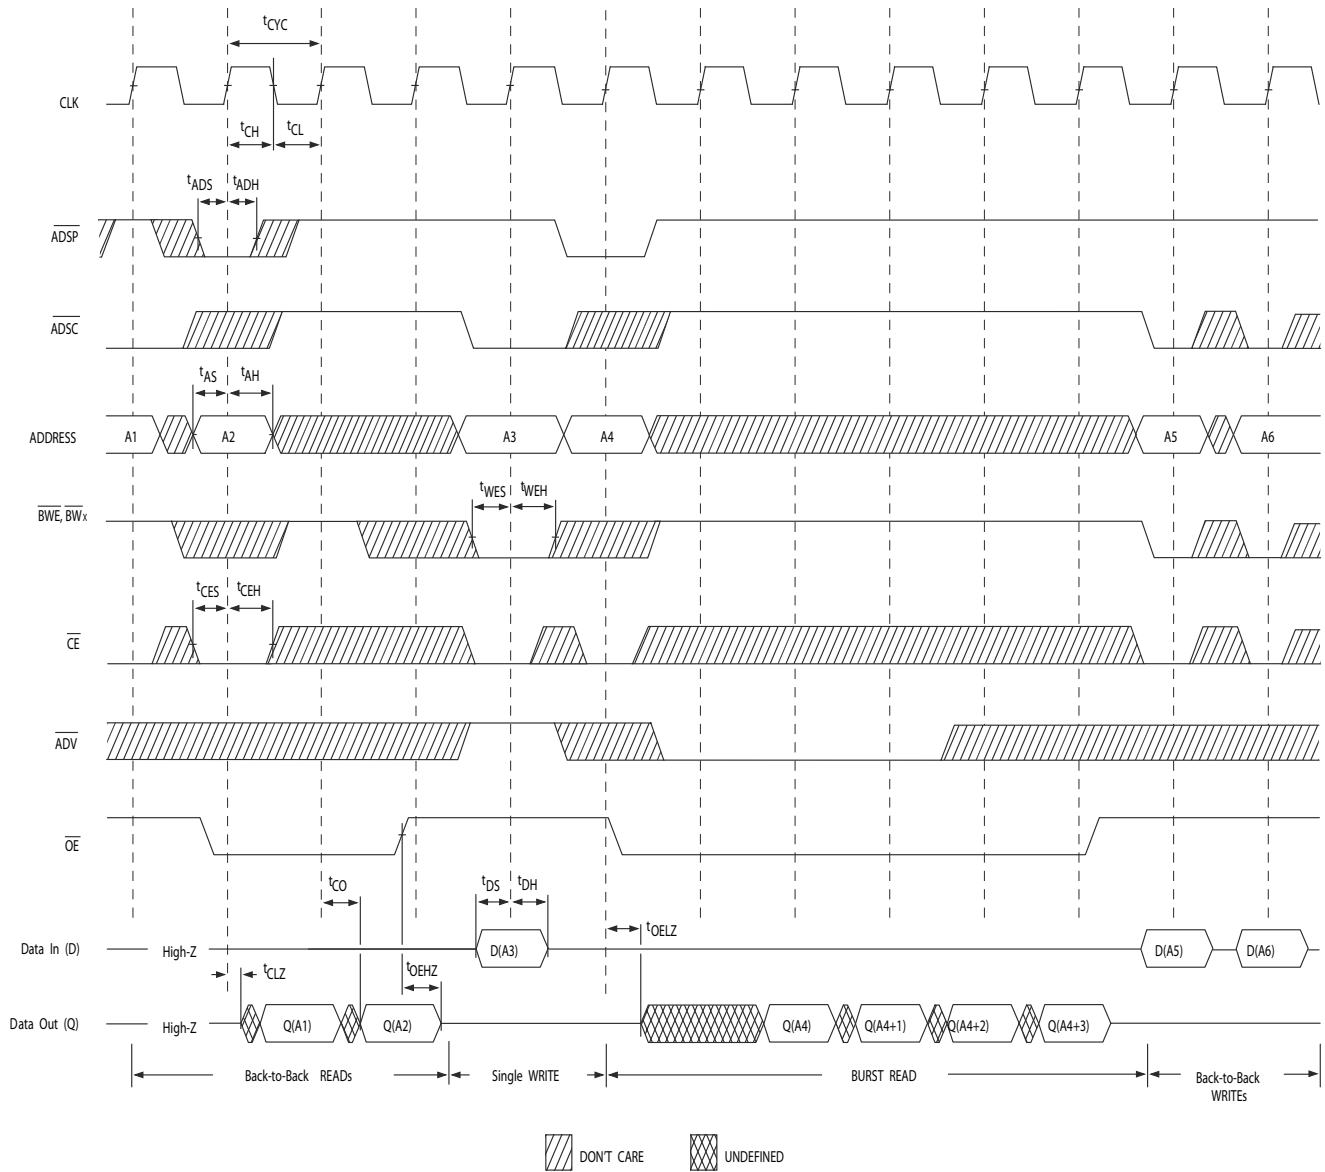 tCYC
CLK
tCH
tCL
tADS
tADH
ADSP
ADSC
tAS
tAH
ADDRESS
A1
A2
A3
A4
A5
A6
tWES
tWEH
BWE, BWX
tCES
tCEH
CE
ADV
OE
tCO
tDS
tDH
tOELZ
Data In (D)
High-Z
D(A3)
D(A5)
D(A6)
tCLZ
tOEHZ
Data Out (Q)
High-Z
Q(A1)
Q(A2)
Q(A4)
Q(A4+1)
Q(A4+2)
Q(A4+3)
Back-to-Back READs
Single WRITE
BURST READ
Back-to-Back
WRITEs
DON'T CARE
UNDEFINED